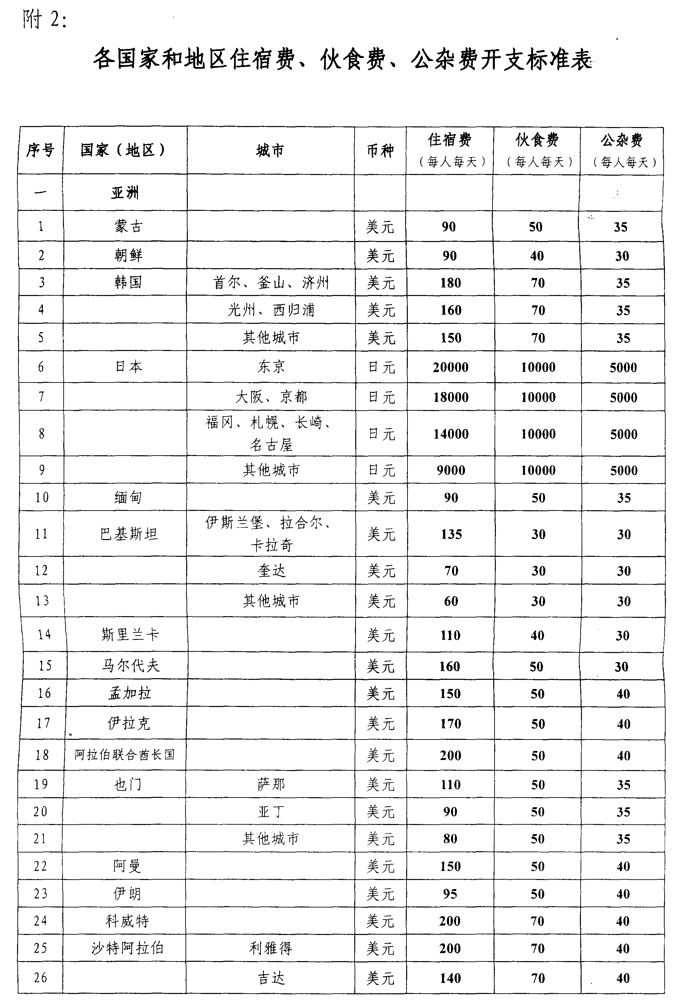 附 2:
各国家和地区住宿费、伙食费、公杂费开支标准表
序号 国家（地区） 城市 币种 住宿费（每人每天） 伙食费（每人每天） 公杂费（每人每天）
一 亚洲
1 蒙古 美元 90 50 35
2 朝鲜 美元 90 40 30
3 韩国 首尔、釜山、济州 美元 180 70 35
4 光州、西归浦 美元 160 70 35
5 其他城市 美元 150 70 35
6 日本 东京 日元 20000 10000 5000
7 大阪、京都 日元 18000 10000 5000
8 福冈、札幌、长崎、名古屋 日元 14000 10000 5000
9 其他城市 日元 9000 10000 5000
10 缅甸 美元 90 50 35
11 巴基斯坦 伊斯兰堡、拉合尔、卡拉奇 美元 135 30 30
12 奎达 美元 70 30 30
13 其他城市 美元 60 30 30
14 斯里兰卡 美元 110 40 30
15 马尔代夫 美元 160 50 30
16 孟加拉 美元 150 50 40
17 伊拉克 美元 170 50 40
18 阿拉伯联合酋长国 美元 200 50 40
19 也门 萨那 美元 110 50 35
20 亚丁 美元 90 50 35
21 其他城市 美元 80 50 35
22 阿曼 美元 150 50 40
23 伊朗 美元 95 50 40
24 科威特 美元 200 70 40
25 沙特阿拉伯 利雅得 美元 200 70 40
26 吉达 美元 140 70 40